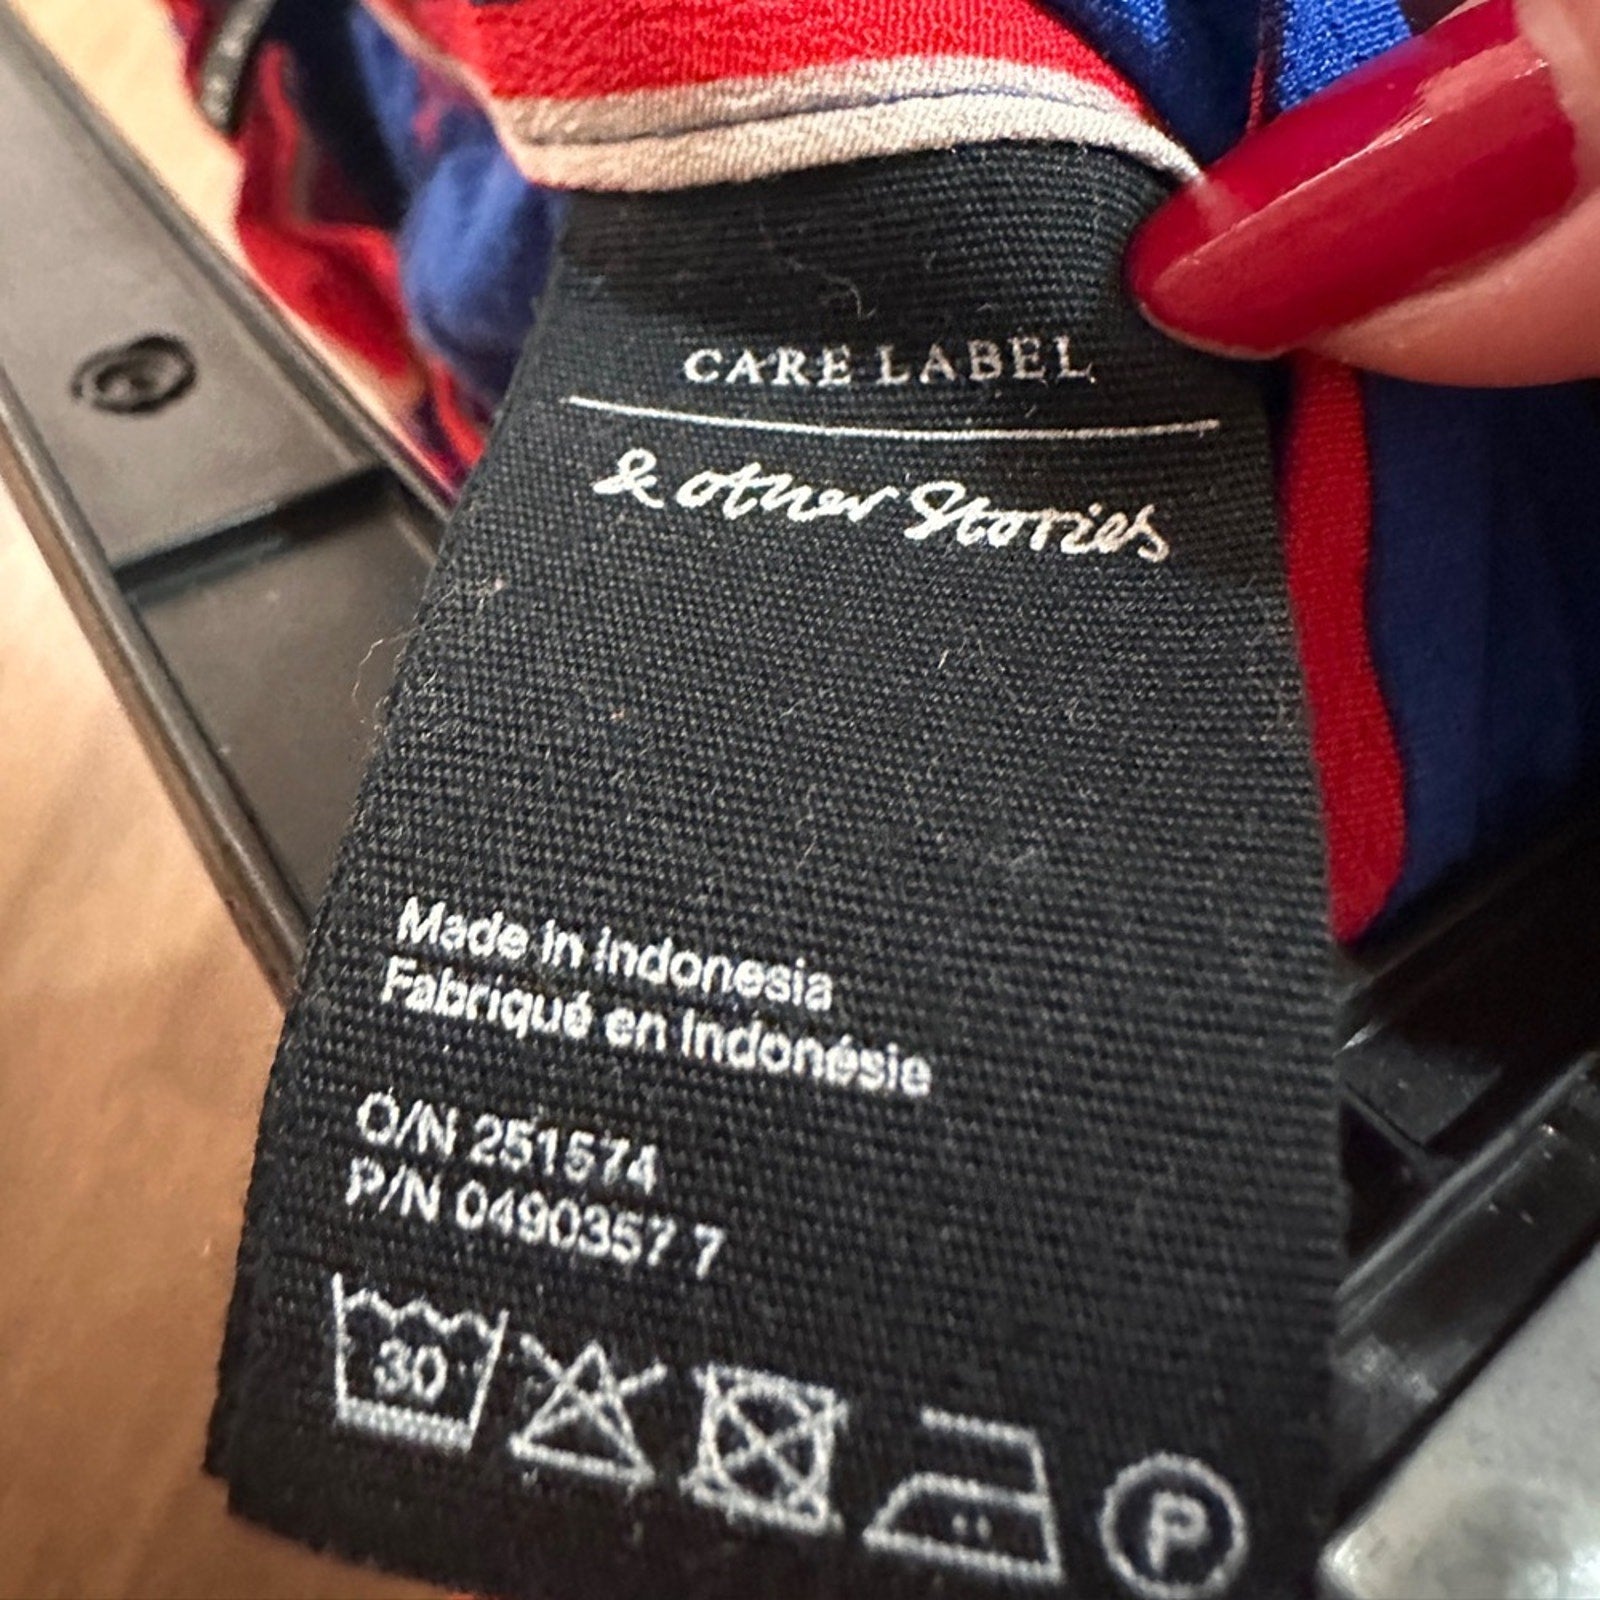 CARE LABEL
& other Stories
Made in Indonesia
Fabriqué en Indonésie
O/N 251574
P/N 0490357 7
30
P